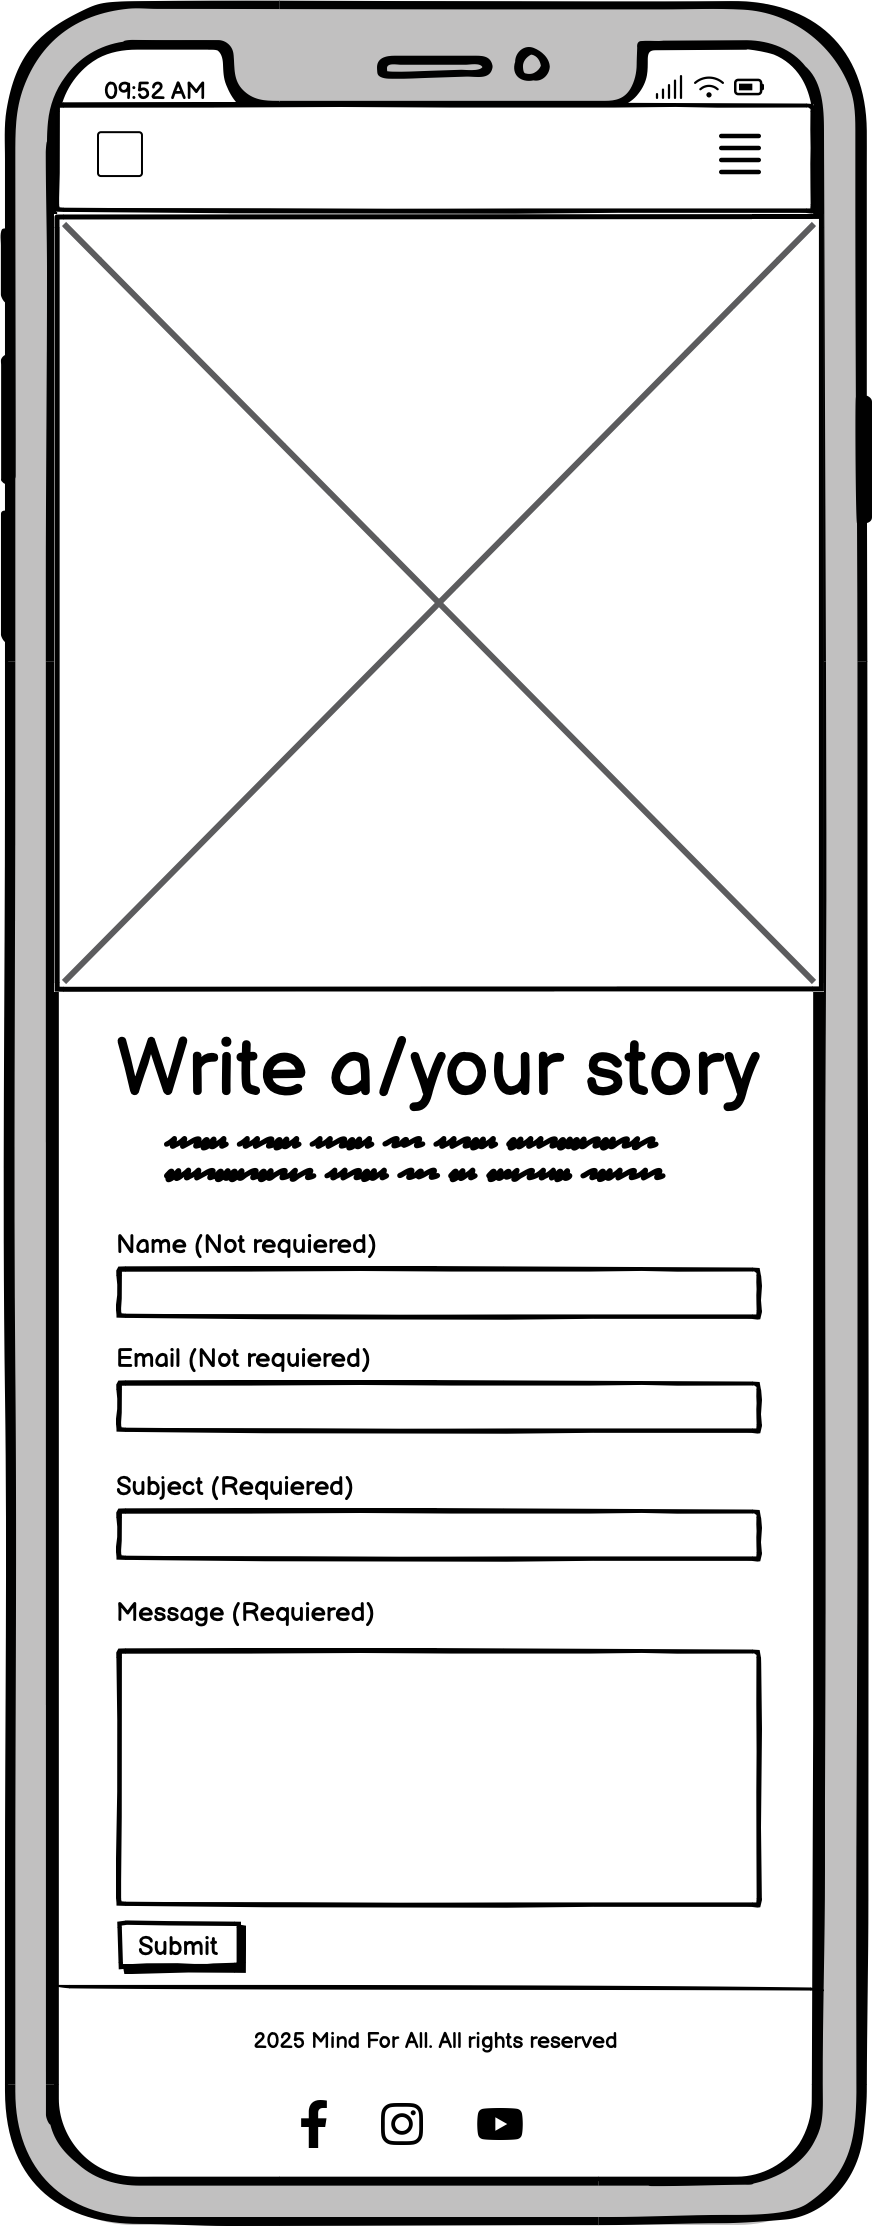 09:52 AM
Write a/your story
Name (Not requiered)
Email (Not requiered)
Subject (Requiered)
Message (Requiered)
Submit
2025 Mind For All. All rights reserved